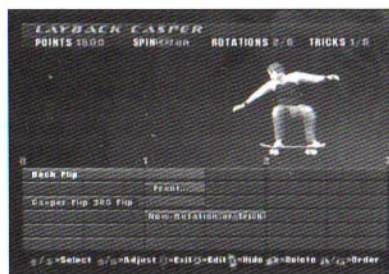 LAYBACK CASPER
POINTS 1500 SPIN ROTATIONS 2/6 TRICKS 1/6
0 1 2
Back Flip
Front...
Casper Flip 360 Flip
New Rotation or Trick
=Select =Adjust =Exit =Edit =Hide =Delete =Order